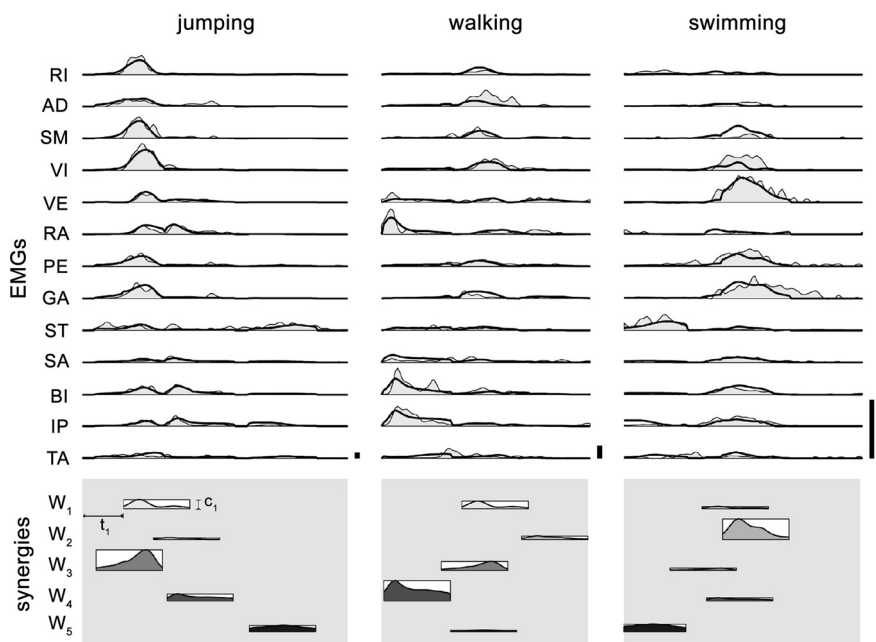 jumping walking swimming
EMGs
RI
AD
SM
VI
VE
RA
PE
GA
ST
SA
BI
IP
TA
synergies
W1 c1
t1
W2
W3
W4
W5